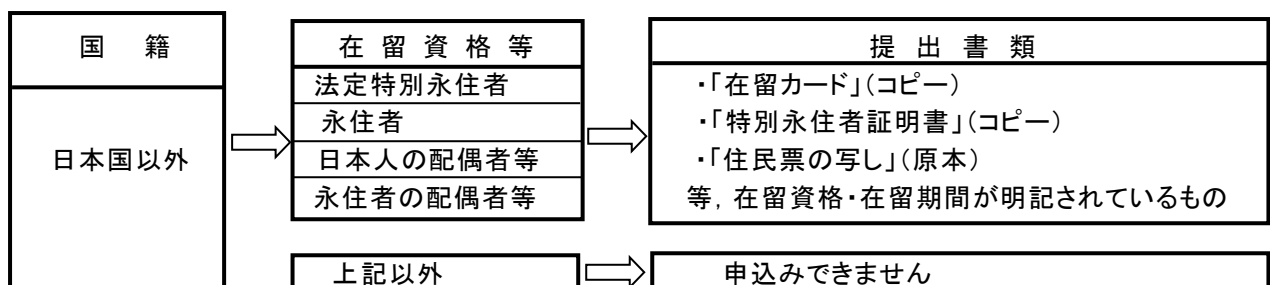 国　籍
日本国以外
在 留 資 格 等
法定特別永住者
永住者
日本人の配偶者等
永住者の配偶者等
提 出 書 類
・「在留カード」（コピー）
・「特別永住者証明書」（コピー）
・「住民票の写し」（原本）
等，在留資格・在留期間が明記されているもの
上記以外
申込みできません